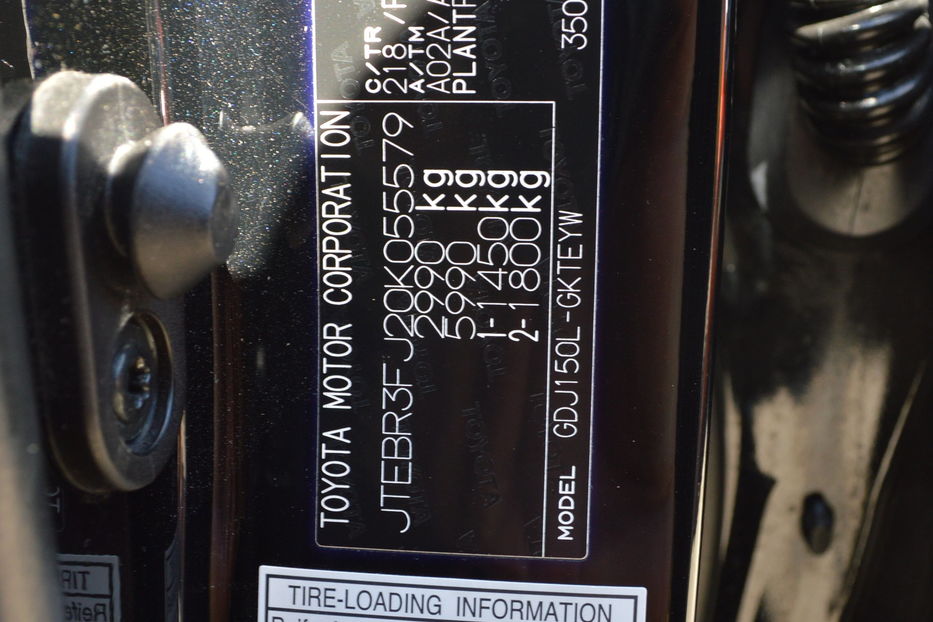 TOYOTA MOTOR CORPORATION
JTEBR3FJ20K055579
2990 kg
5990 kg
1-1450kg
2-1800kg
C/TR
218 /F
A/TM
A02A/A
PLANTF
MODEL GDJ150L-GKTEYW
350
TIRE-LOADING INFORMATION